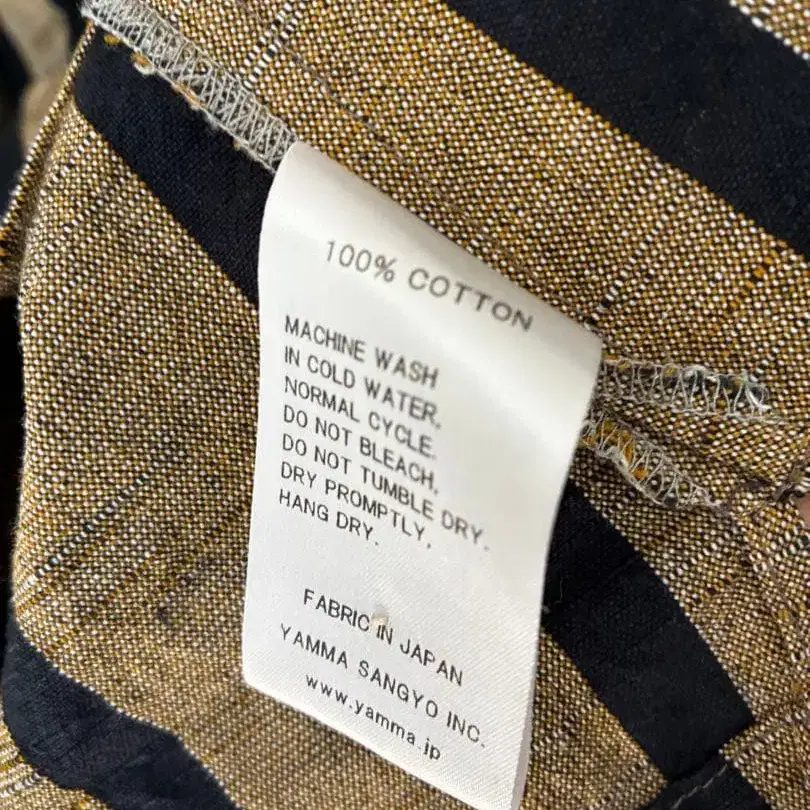 100% COTTON
MACHINE WASH
IN COLD WATER,
NORMAL CYCLE.
DO NOT BLEACH,
DO NOT TUMBLE DRY.
DRY PROMPTLY,
HANG DRY.
FABRIC IN JAPAN
YAMMA SANGYO INC.
www.yamma.jp